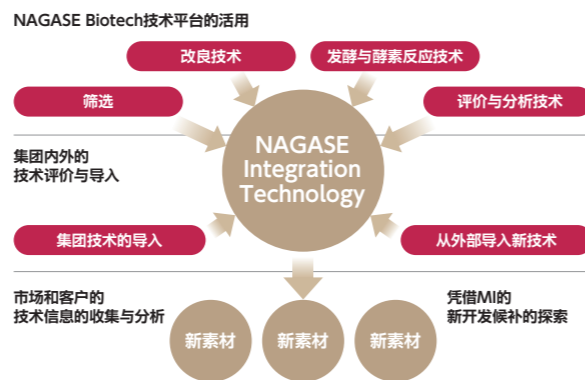 NAGASE Biotech技术平台的活用
改良技术
发酵与酵素反应技术
筛选
评价与分析技术
NAGASE
Integration
Technology
集团内外的
技术评价与导入
集团技术的导入
从外部导入新技术
市场和客户的
技术信息的收集与分析
凭借MI的
新开发候补的探索
新素材
新素材
新素材